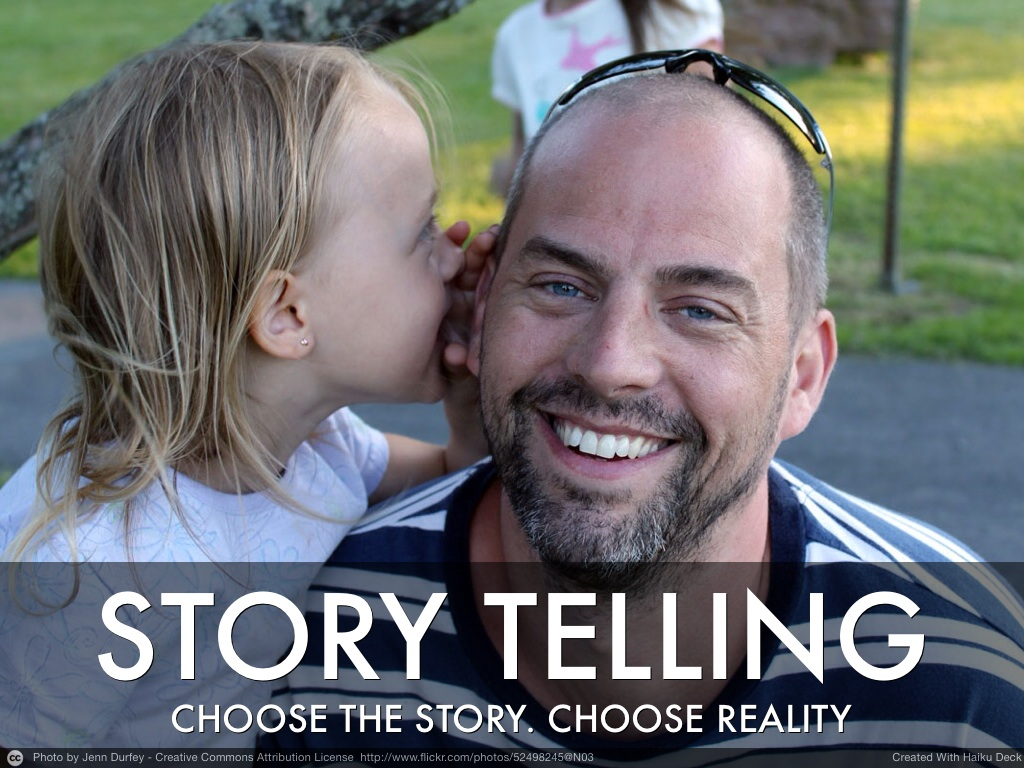 STORY TELLING
CHOOSE THE STORY. CHOOSE REALITY
cc Photo by Jenn Durfey - Creative Commons Attribution License http://www.flickr.com/photos/52498245@N03 Created With Haiku Deck